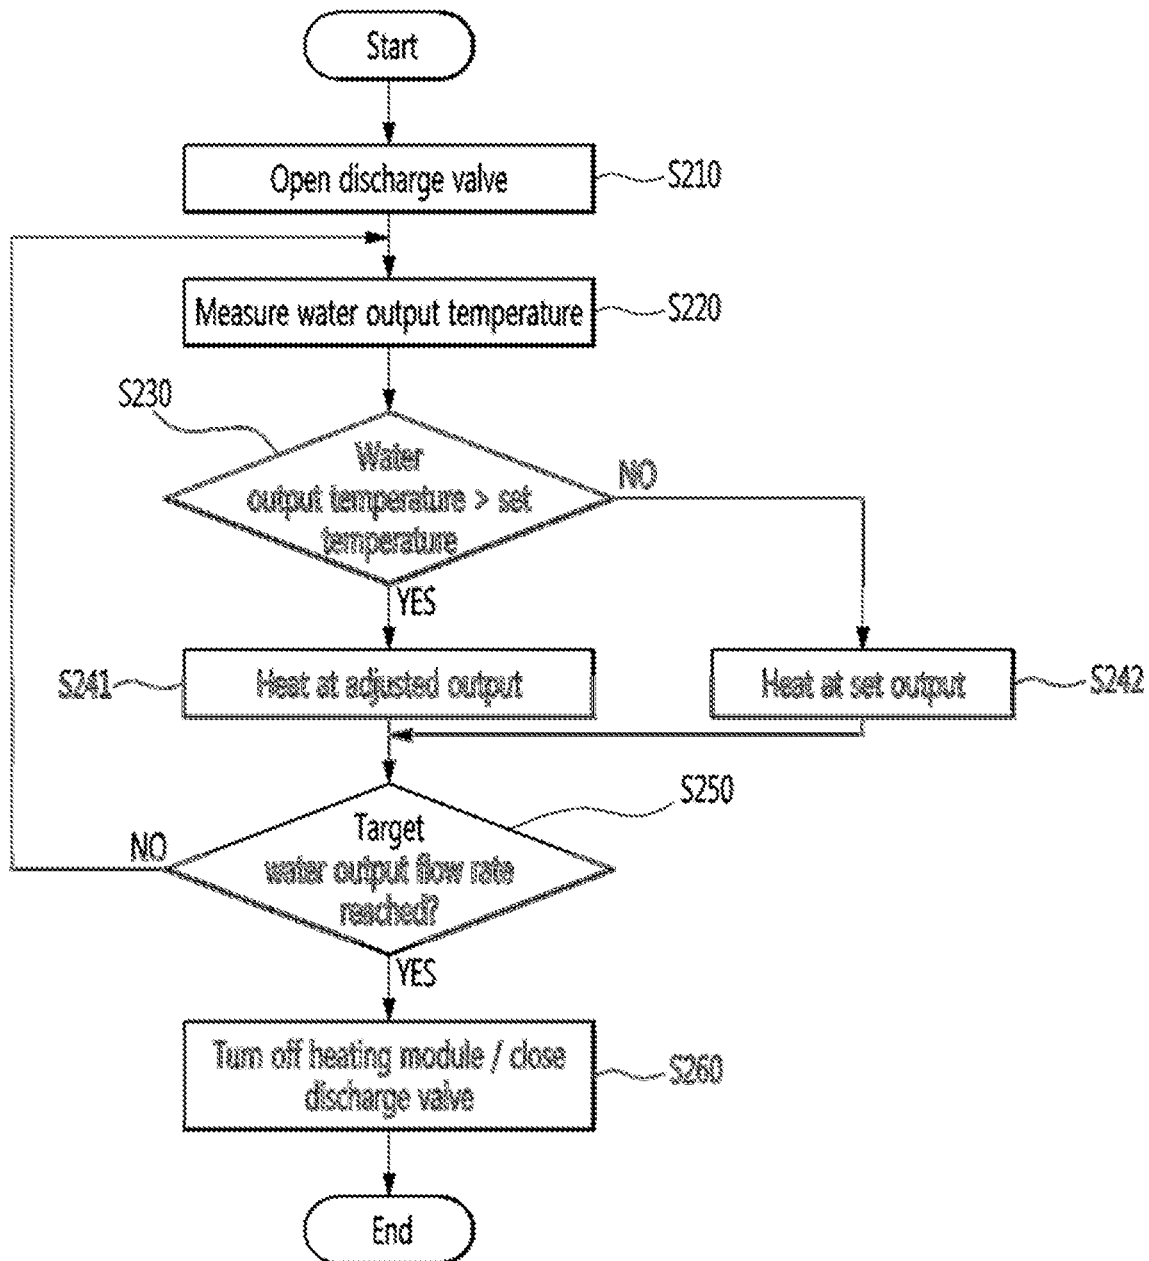 Start
Open discharge valve
S210
Measure water output temperature
S220
S230
Water
output temperature > set
temperature
NO
YES
S241
Heat at adjusted output
Heat at set output
S242
S250
Target
water output flow rate
reached?
NO
YES
Turn off heating module / close
discharge valve
S260
End